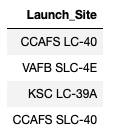 Launch_Site
CCAFS LC-40
VAFB SLC-4E
KSC LC-39A
CCAFS SLC-40